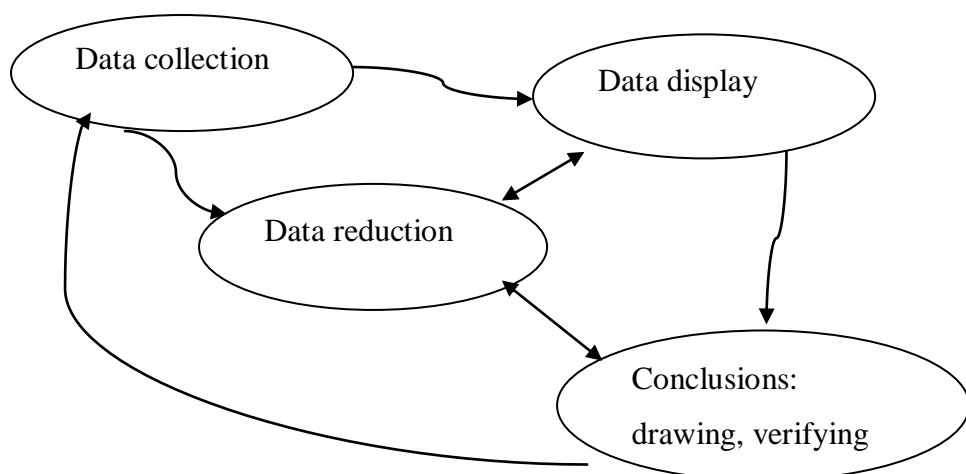 Data collection
Data display
Data reduction
Conclusions:
drawing, verifying